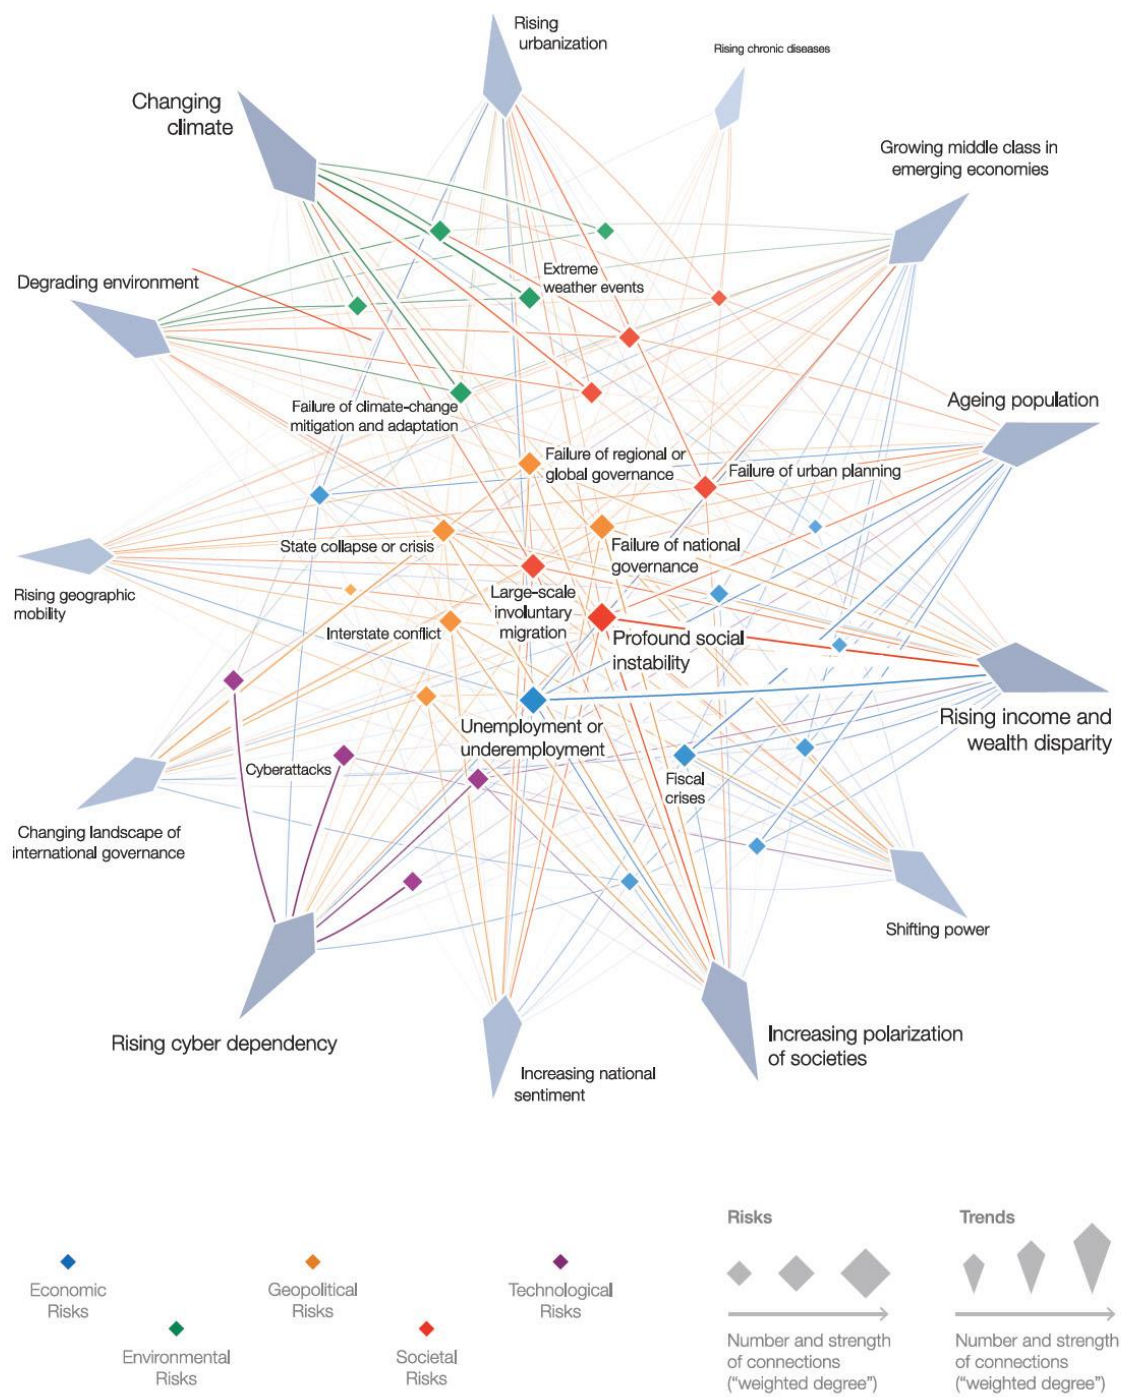 Rising
urbanization
Rising chronic diseases
Changing
climate
Growing middle class in
emerging economies
Degrading environment
Extreme
weather events
Ageing population
Failure of climate-change
mitigation and adaptation
Failure of regional or
global governance
Failure of urban planning
State collapse or crisis
Failure of national
governance
Rising geographic
mobility
Large-scale
involuntary
migration
Interstate conflict
Profound social
instability
Unemployment or
underemployment
Rising income and
wealth disparity
Cyberattacks
Fiscal
crises
Changing landscape of
international governance
Shifting power
Rising cyber dependency
Increasing polarization
of societies
Increasing national
sentiment
Risks
Trends
Economic
Risks
Geopolitical
Risks
Technological
Risks
Environmental
Risks
Societal
Risks
Number and strength
of connections
(“weighted degree”)
Number and strength
of connections
(“weighted degree”)